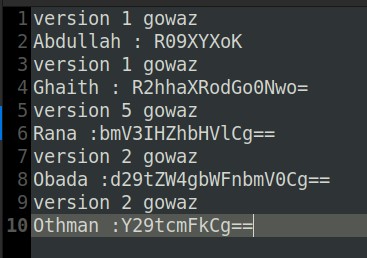 1 version 1 gowaz
2 Abdullah : R09XYXoK
3 version 1 gowaz
4 Ghaith : R2hhaXRodGo0Nwo=
5 version 5 gowaz
6 Rana :bmV3IHZhbHVlCg==
7 version 2 gowaz
8 Obada :d29tZW4gbWFnbmV0Cg==
9 version 2 gowaz
10 Othman :Y29tcmFkCg==